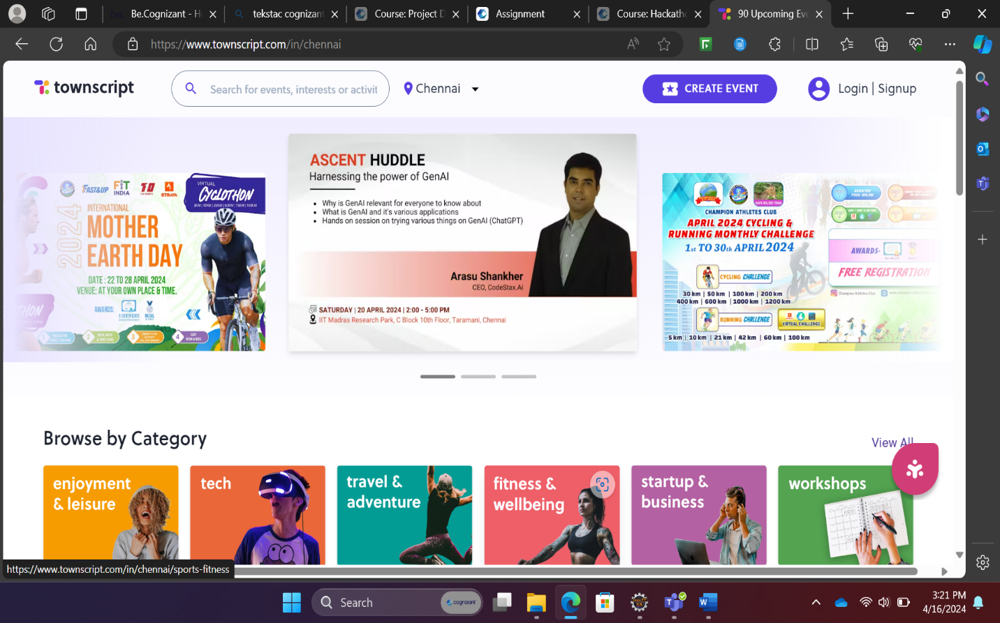 Be.Cognizant - H
tekstac cognizant
Course: Project D
Assignment
Course: Hackath
90 Upcoming Eve
https://www.townscript.com/in/chennai
townscript
Search for events, interests or activit
Chennai
CREATE EVENT
Login | Signup
FAST&UP
FIT INDIA
STRAVA
VIRTUAL
CYCLOTHON
2024
INTERNATIONAL
MOTHER
EARTH DAY
DATE : 22 TO 28 APRIL 2024
VENUE: AT YOUR OWN PLACE & TIME.
AWARDS:
E-CERTIFICATE
MEDAL
ASCENT HUDDLE
Harnessing the power of GenAI
• Why is GenAI relevant for everyone to know about
• What is GenAI and it's various applications
• Hands on session on trying various things on GenAI (ChatGPT)
Arasu Shankher
CEO, CodeStax.Ai
SATURDAY | 20 APRIL 2024 | 2:00 - 5:00 PM
IIT Madras Research Park, C Block 10th Floor, Taramani, Chennai
CHAMPION ATHLETES CLUB
APRIL 2024 CYCLING &
RUNNING MONTHLY CHALLENGE
1st TO 30th APRIL 2024
CYCLING CHALLENGE
30 km | 50 km | 100 km | 200 km
400 km | 600 km | 1000 km | 1200 km
RUNNING CHALLENGE
VIRTUAL CHALLENGE
5 km | 10 km | 21 km | 42 km | 60 km | 100 km
AWARDS-
FREE REGISTRATION
Champion Athletes Club
Browse by Category
View All
enjoyment
& leisure
tech
travel &
adventure
fitness &
wellbeing
startup &
business
workshops
https://www.townscript.com/in/chennai/sports-fitness
Search
cognizant
3:21 PM
4/16/2024